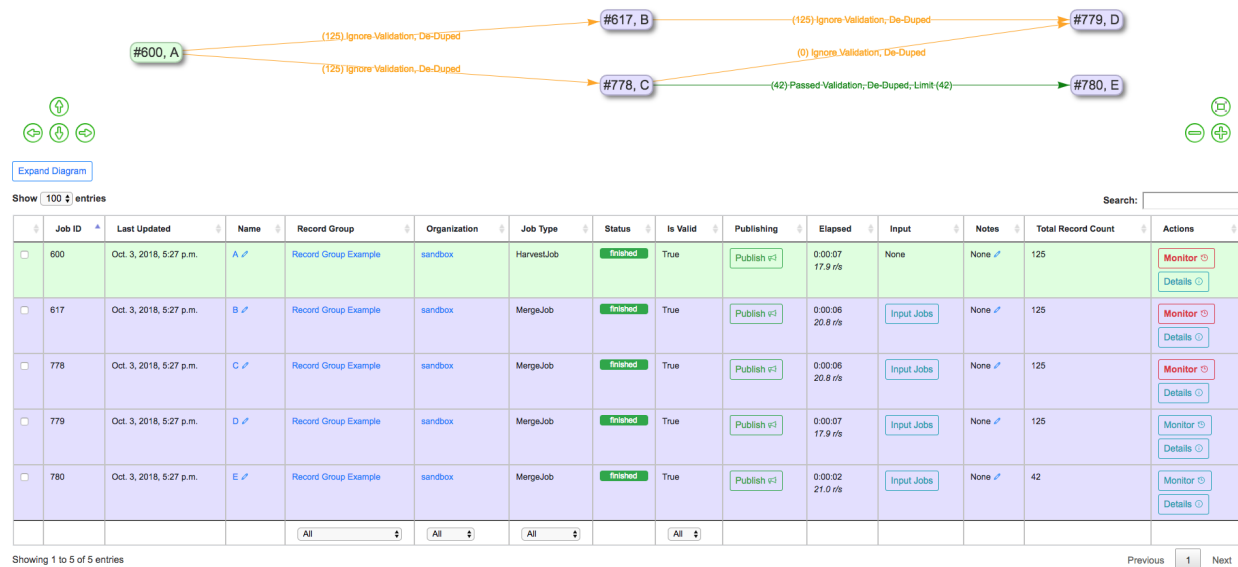 #617, B
(125) Ignore Validation, De-Duped
#779, D
(125) Ignore Validation, De-Duped
#600, A
(0) Ignore Validation, De-Duped
(125) Ignore Validation, De-Duped
#778, C
(42) Passed Validation, De-Duped, Limit (42)
#780, E
Expand Diagram
Show 100 entries
Search:
Job ID Last Updated Name Record Group Organization Job Type Status Is Valid Publishing Elapsed Input Notes Total Record Count Actions
600 Oct. 3, 2018, 5:27 p.m. A Record Group Example sandbox HarvestJob finished True Publish 0:00:07 None None 125 Monitor
17.9 r/s
Details
617 Oct. 3, 2018, 5:27 p.m. B Record Group Example sandbox MergeJob finished True Publish 0:00:06 Input Jobs None 125 Monitor
20.8 r/s
Details
778 Oct. 3, 2018, 5:27 p.m. C Record Group Example sandbox MergeJob finished True Publish 0:00:06 Input Jobs None 125 Monitor
20.8 r/s
Details
779 Oct. 3, 2018, 5:27 p.m. D Record Group Example sandbox MergeJob finished True Publish 0:00:07 Input Jobs None 125 Monitor
17.9 r/s
Details
780 Oct. 3, 2018, 5:27 p.m. E Record Group Example sandbox MergeJob finished True Publish 0:00:02 Input Jobs None 42 Monitor
21.0 r/s
Details
All All All All
Showing 1 to 5 of 5 entries
Previous 1 Next